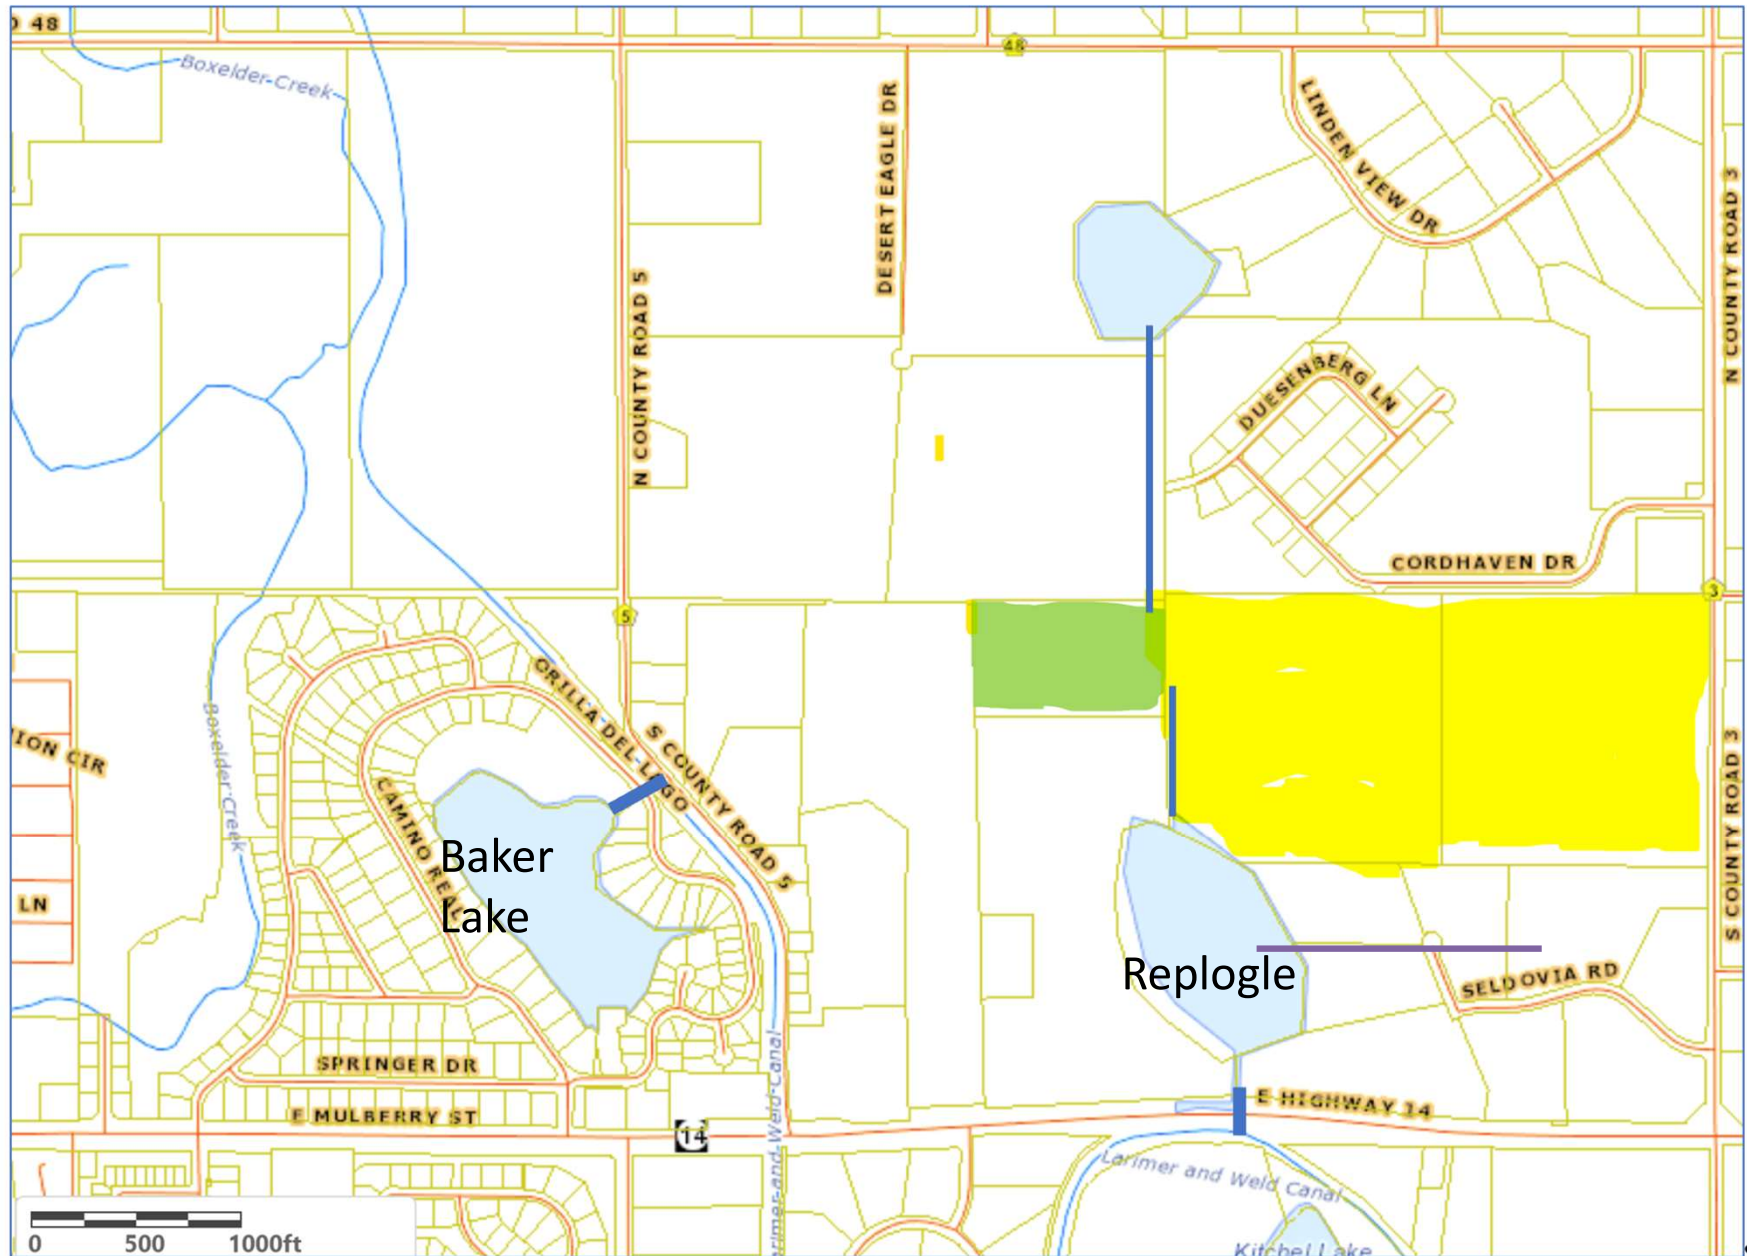 48
48
Boxelder-Creek
DESERT EAGLE DR
LINDEN VIEW DR
N COUNTY ROAD 3
N COUNTY ROAD 5
DUESENBERG LN
CORDHAVEN DR
3
5
ORILLA DEL LAGO
S COUNTY ROAD 5
Boxelder Creek
CIR
CAMINO REAL
Baker
Lake
S COUNTY ROAD 3
LN
Replogle
SELDOVIA RD
SPRINGER DR
E MULBERRY ST
14
E HIGHWAY 14
and-Weld-Canal
Larimer and Weld Canal
Kitchel Lake
0 500 1000ft